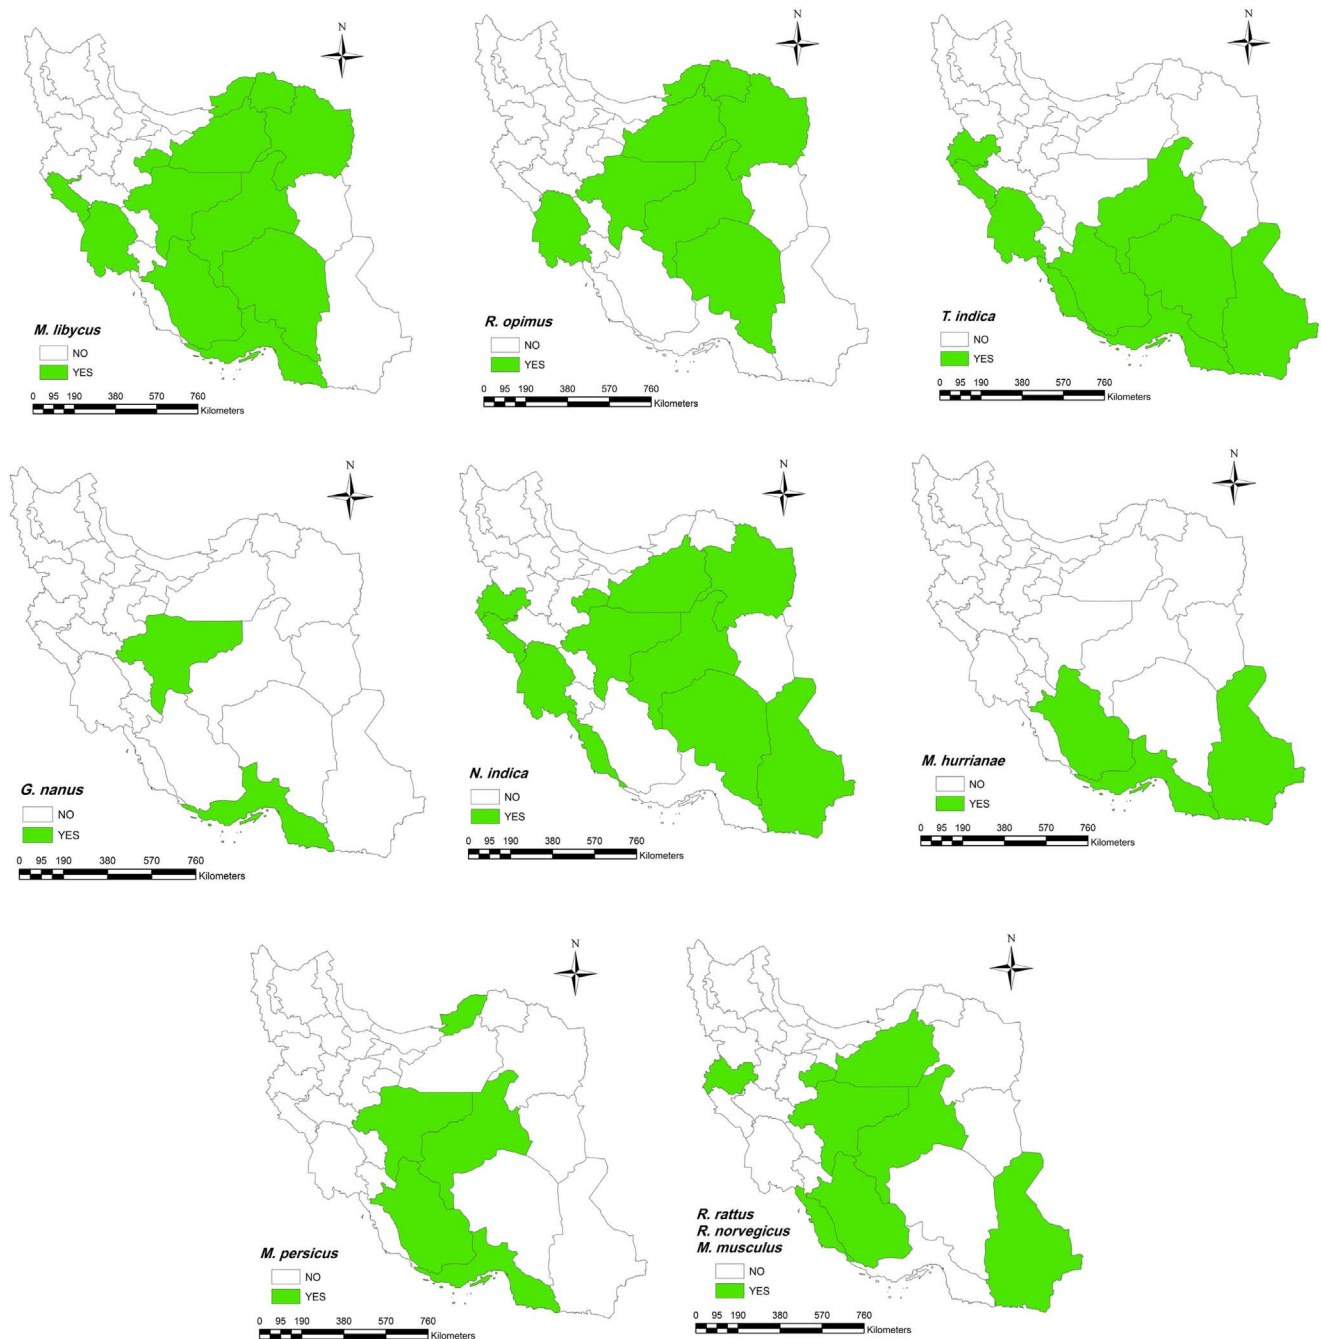 N
M. libycus
NO
YES
0 95 190 380 570 760
Kilometers
N
R. opimus
NO
YES
0 95 190 380 570 760
Kilometers
N
T. indica
NO
YES
0 95 190 380 570 760
Kilometers
N
G. nanus
NO
YES
0 95 190 380 570 760
Kilometers
N
N. indica
NO
YES
0 95 190 380 570 760
Kilometers
N
M. hurrianae
NO
YES
0 95 190 380 570 760
Kilometers
N
M. persicus
NO
YES
0 95 190 380 570 760
Kilometers
N
R. rattus
R. norvegicus
M. musculus
NO
YES
0 95 190 380 570 760
Kilometers